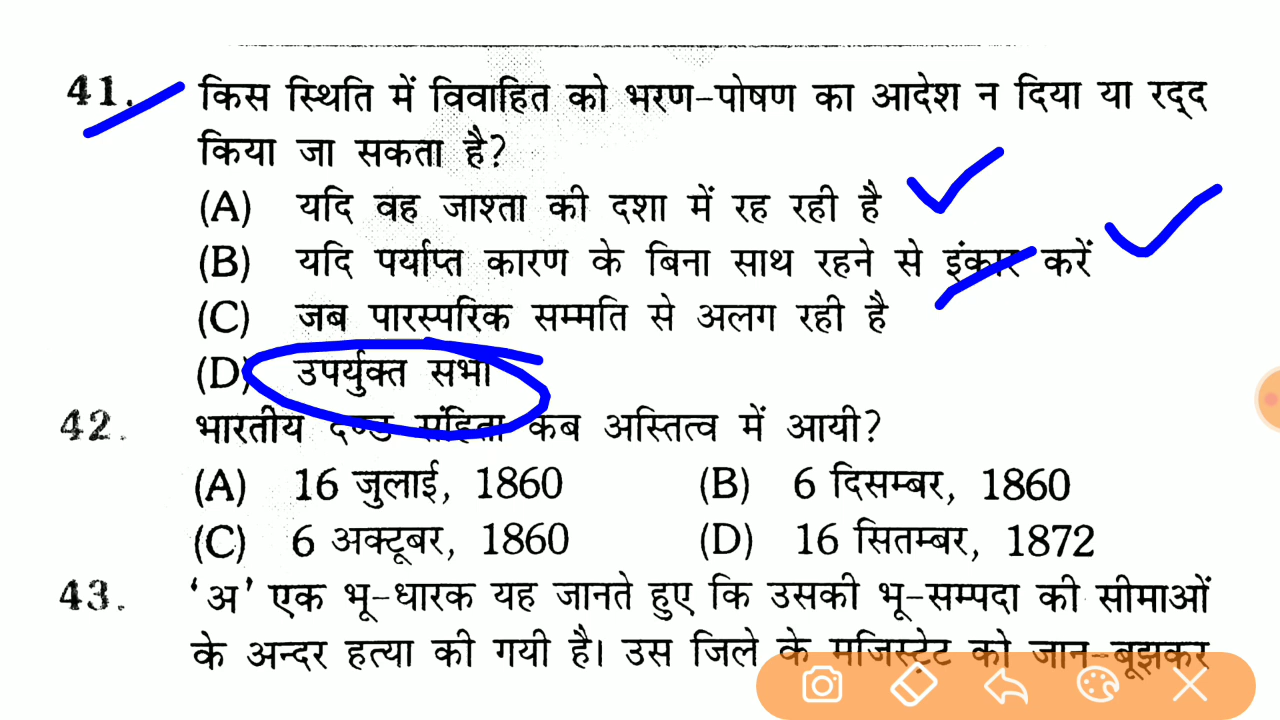 41. किस स्थिति में विवाहित को भरण-पोषण का आदेश न दिया या रद्द
किया जा सकता है?
(A) यदि वह जाश्ता की दशा में रह रही है
(B) यदि पर्याप्त कारण के बिना साथ रहने से इंकार करें
(C) जब पारस्परिक सम्मति से अलग रही है
(D) उपर्युक्त सभी
42. भारतीय दण्ड संहिता कब अस्तित्व में आयी?
(A) 16 जुलाई, 1860 (B) 6 दिसम्बर, 1860
(C) 6 अक्टूबर, 1860 (D) 16 सितम्बर, 1872
43. 'अ' एक भू-धारक यह जानते हुए कि उसकी भू-सम्पदा की सीमाओं
के अन्दर हत्या की गयी है। उस जिले के मजिस्ट्रेट को जान-बूझकर